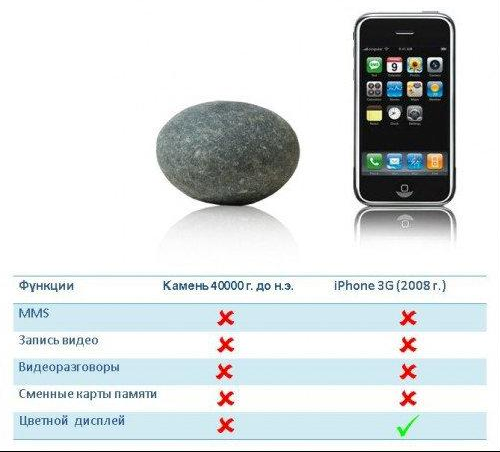 Функции Камень 40000 г. до н.э. iPhone 3G (2008 г.)
MMS
Запись видео
Видеоразговоры
Сменные карты памяти
Цветной дисплей